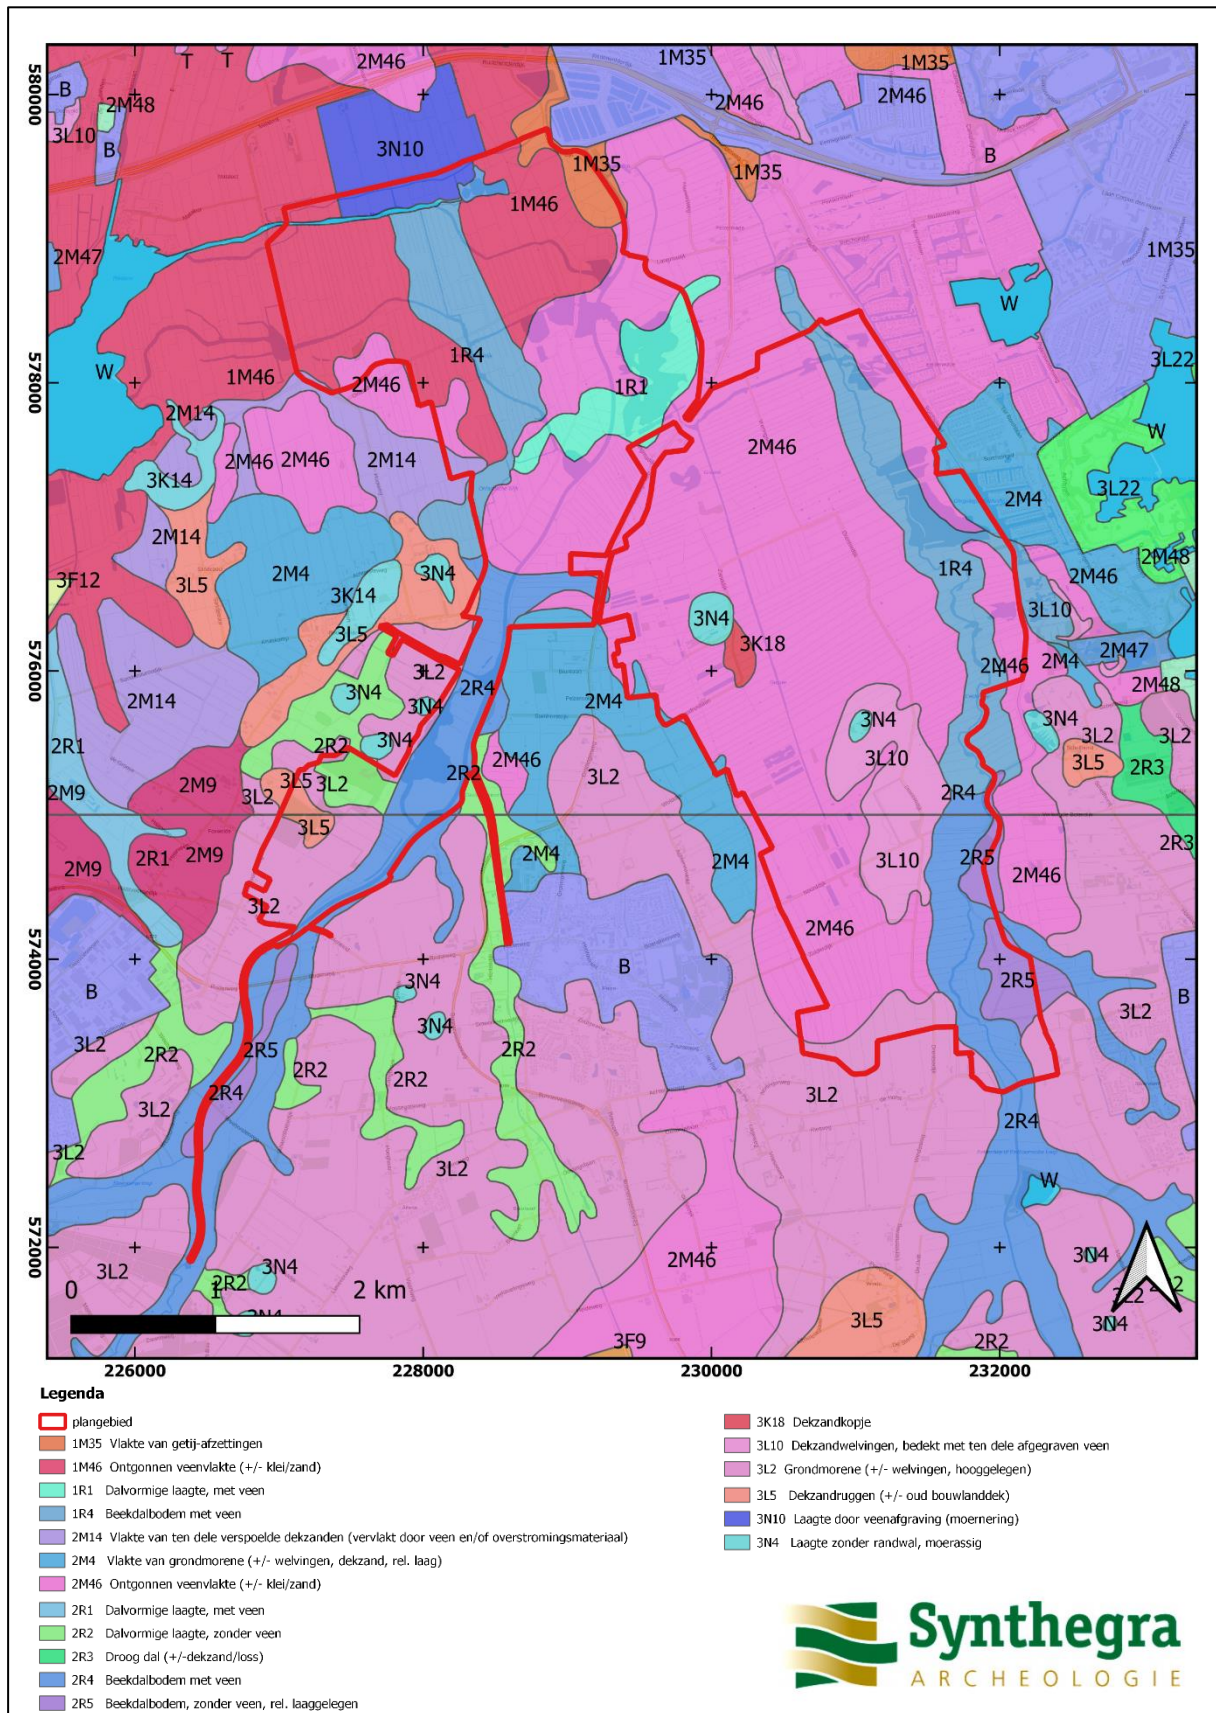 T T 2M46 1M35 1M35
580000 B 2M48 2M46 2M46
3L10 B 3N10 1M35 1M35 B
1M46
2M47 1M35
W
W 1R4 3L22
578000 1M46 2M46 1R1
2M14 2M46 W
2M46 2M46 2M14
3K14 3L22
2M4
2M14 2M48
3F12 3L5 2M4 3N4 1R4 2M46
3K14 3L10
3L5 3N4 3K18
576000 3L2 2M46 2M4 2M47
2M14 3N4 3N4 2R4 2M4 2M48
2R1 2R2 3N4 3N4 3N4 3L2 3L2
2M9 2M9 3L2 3L5 3L2 2R2 2M46 3L2 3L10 2R4 3L5 2R3
3L5
2M9 2R1 2M9 2M4 2M4 3L10 2R5 2M46 2R3
3L2 2M46
574000 B 3N4 B 2R5 B
3N4 3L2
3L2 2R2 2R5 2R2 2R2 2R2
3L2 2R4 3L2 2R4
3L2 3L2 W
572000 3L2 3N4 2M46 3N4
2R2 3L2 2R2
3N4 3L5 3N4
3F9 2R2
0 1 2 km
226000 228000 230000 232000
Legenda
plangebied
1M35 Vlakte van getij-afzettingen
1M46 Ontgonnen veenvlakte (+/- klei/zand)
1R1 Dalvormige laagte, met veen
1R4 Beekdalbodem met veen
2M14 Vlakte van ten dele verspoelde dekzanden (vervlakt door veen en/of overstromingsmateriaal)
2M4 Vlakte van grondmorene (+/- welvingen, dekzand, rel. laag)
2M46 Ontgonnen veenvlakte (+/- klei/zand)
2R1 Dalvormige laagte, met veen
2R2 Dalvormige laagte, zonder veen
2R3 Droog dal (+/-dekzand/loss)
2R4 Beekdalbodem met veen
2R5 Beekdalbodem, zonder veen, rel. laaggelegen
3K18 Dekzandkopje
3L10 Dekzandwelvingen, bedekt met ten dele afgegraven veen
3L2 Grondmorene (+/- welvingen, hooggelegen)
3L5 Dekzandruggen (+/- oud bouwlanddek)
3N10 Laagte door veenafgraving (moernering)
3N4 Laagte zonder randwal, moerassig
Synthegra
ARCHEOLOGIE